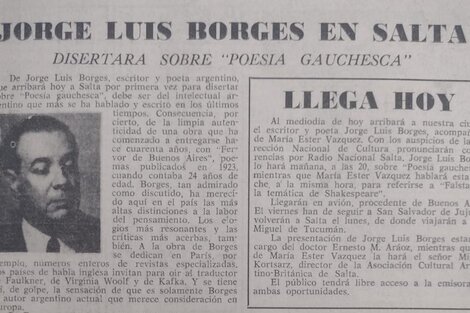 JORGE LUIS BORGES EN SALTA
DISERTARA SOBRE "POESIA GAUCHESCA"
De Jorge Luis Borges, escritor y poeta argentino,
que arribará hoy a Salta por primera vez para disertar
sobre "Poesía gauchesca", debe ser del intelectual ar-
gentino que más se ha hablado y escrito en los últimos
tiempos. Consecuencia, por
cierto, de la limpia autenti-
cidad de una obra que ha
comenzado a entregarse ha-
ce cuarenta años, con "Fer-
vor de Buenos Aires", poe-
mas publicados en 1923,
cuando contaba 24 años de
edad. Borges, tan admirado
como discutido, ha mereci-
do aquí en el país las más
altas distinciones a la labor
del pensamiento. Los elo-
gios más resonantes y las
críticas más acerbas, tam-
bién. A la obra de Borges
se dedican en París, por
ejemplo, números enteros de revistas especializadas,
los países de habla inglesa invitan para oír al traductor
de Faulkner, de Virginia Woolf y de Kafka. Y se tiene
de golpe, la sensación de que es solamente Borges
autor argentino actual que merece consideración en
Europa.
LLEGA HOY
Al mediodía de hoy arribará a nuestra ciu
el escritor y poeta Jorge Luis Borges, acompañ
de María Ester Vazquez. Con los auspicios de la
rección Nacional de Cultura pronunciarán c
rencias por Radio Nacional Salta, Jorge Luis Bo
lo hará mañana, a las 20, sobre "Poesía gauche
mientras que María Ester Vazquez hablará esta
che, a la misma hora, para referirse a "Falsta
la temática de Shakespeare".
Llegarán en avión, procedente de Buenos A
El viernes han de seguir a San Salvador de Juj
volverán a Salta el lunes, de donde viajará
Miguel de Tucumán.
La presentación de Jorge Luis Borges estará
cargo del doctor Ernesto M. Aráoz, mientras qu
de María Ester Vazquez la hará el señor Mi
Kortsarz, director de la Asociación Cultural Arg
tino-Británica de Salta.
El público tendrá libre acceso a la emisora
ambas oportunidades.